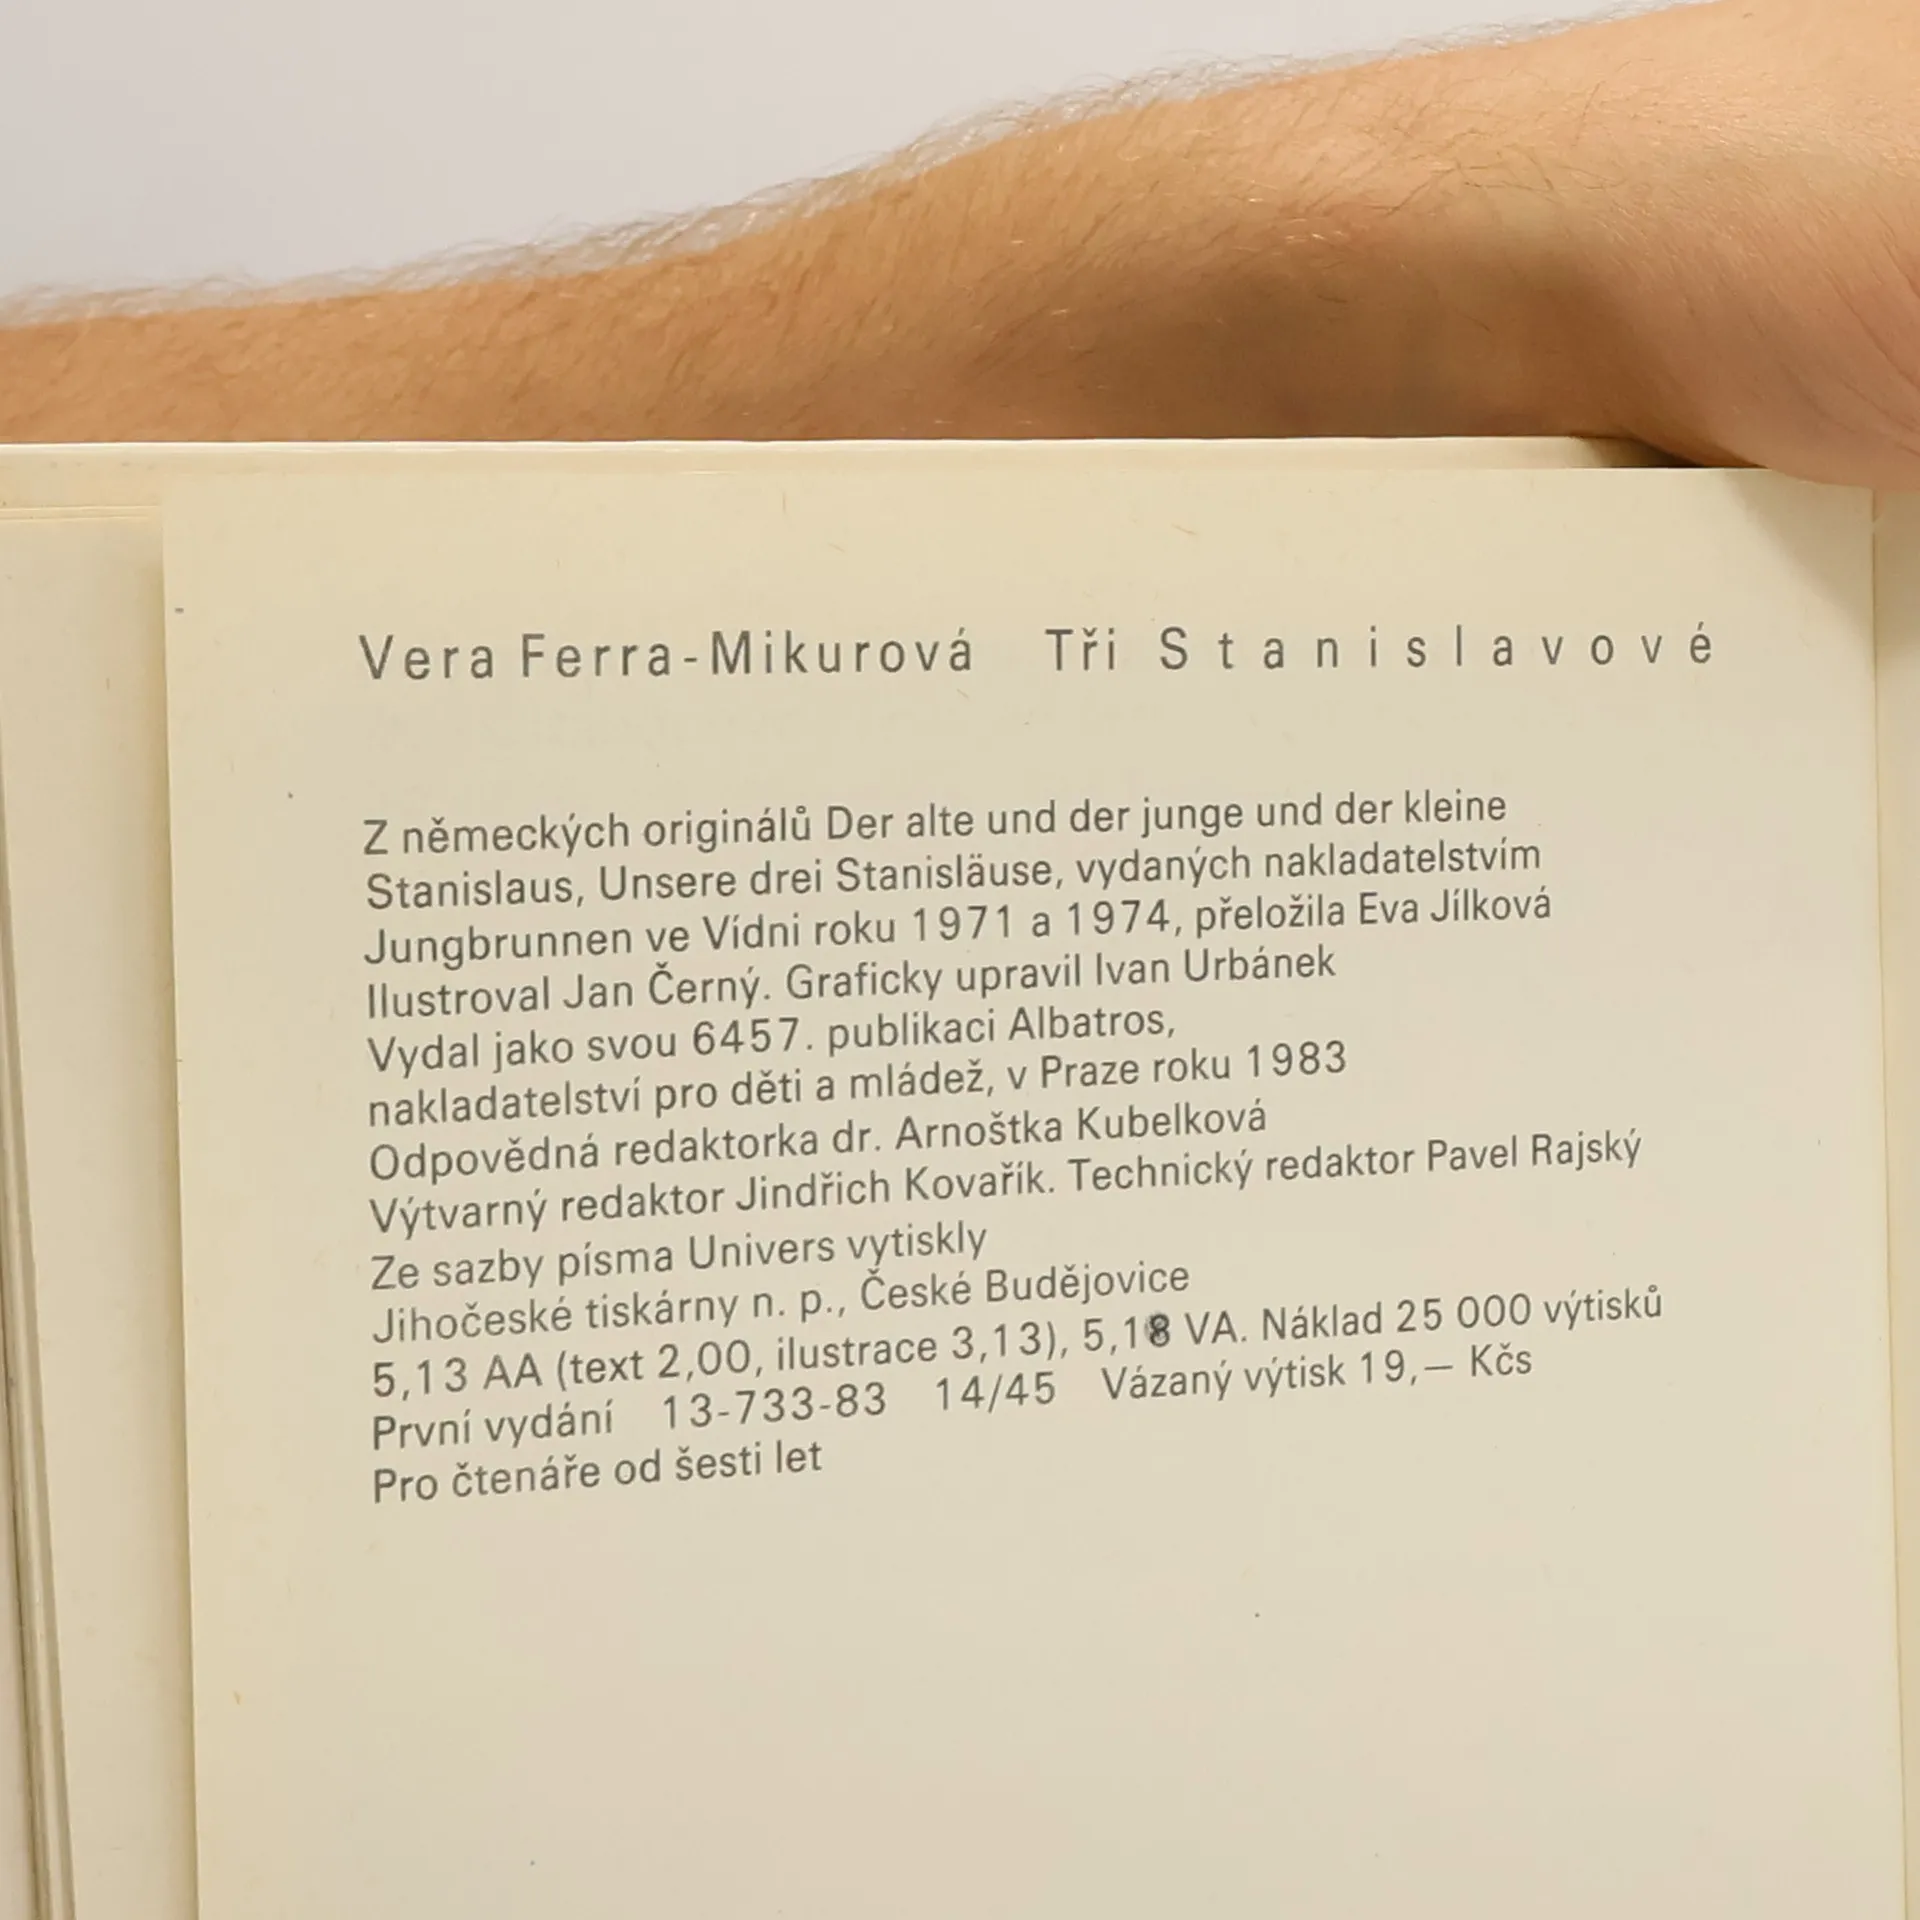 Vera Ferra-Mikurová Tři Stanislavové
Z německých originálů Der alte und der junge und der kleine
Stanislaus, Unsere drei Stanisläuse, vydaných nakladatelstvím
Jungbrunnen ve Vídni roku 1971 a 1974, přeložila Eva Jílková
Ilustroval Jan Černý. Graficky upravil Ivan Urbánek
Vydal jako svou 6457. publikaci Albatros,
nakladatelství pro děti a mládež, v Praze roku 1983
Odpovědná redaktorka dr. Arnoštka Kubelková
Výtvarný redaktor Jindřich Kovařík. Technický redaktor Pavel Rajský
Ze sazby písma Univers vytiskly
Jihočeské tiskárny n. p., České Budějovice
5,13 AA (text 2,00, ilustrace 3,13), 5,18 VA. Náklad 25 000 výtisků
První vydání 13-733-83 14/45 Vázaný výtisk 19,— Kčs
Pro čtenáře od šesti let